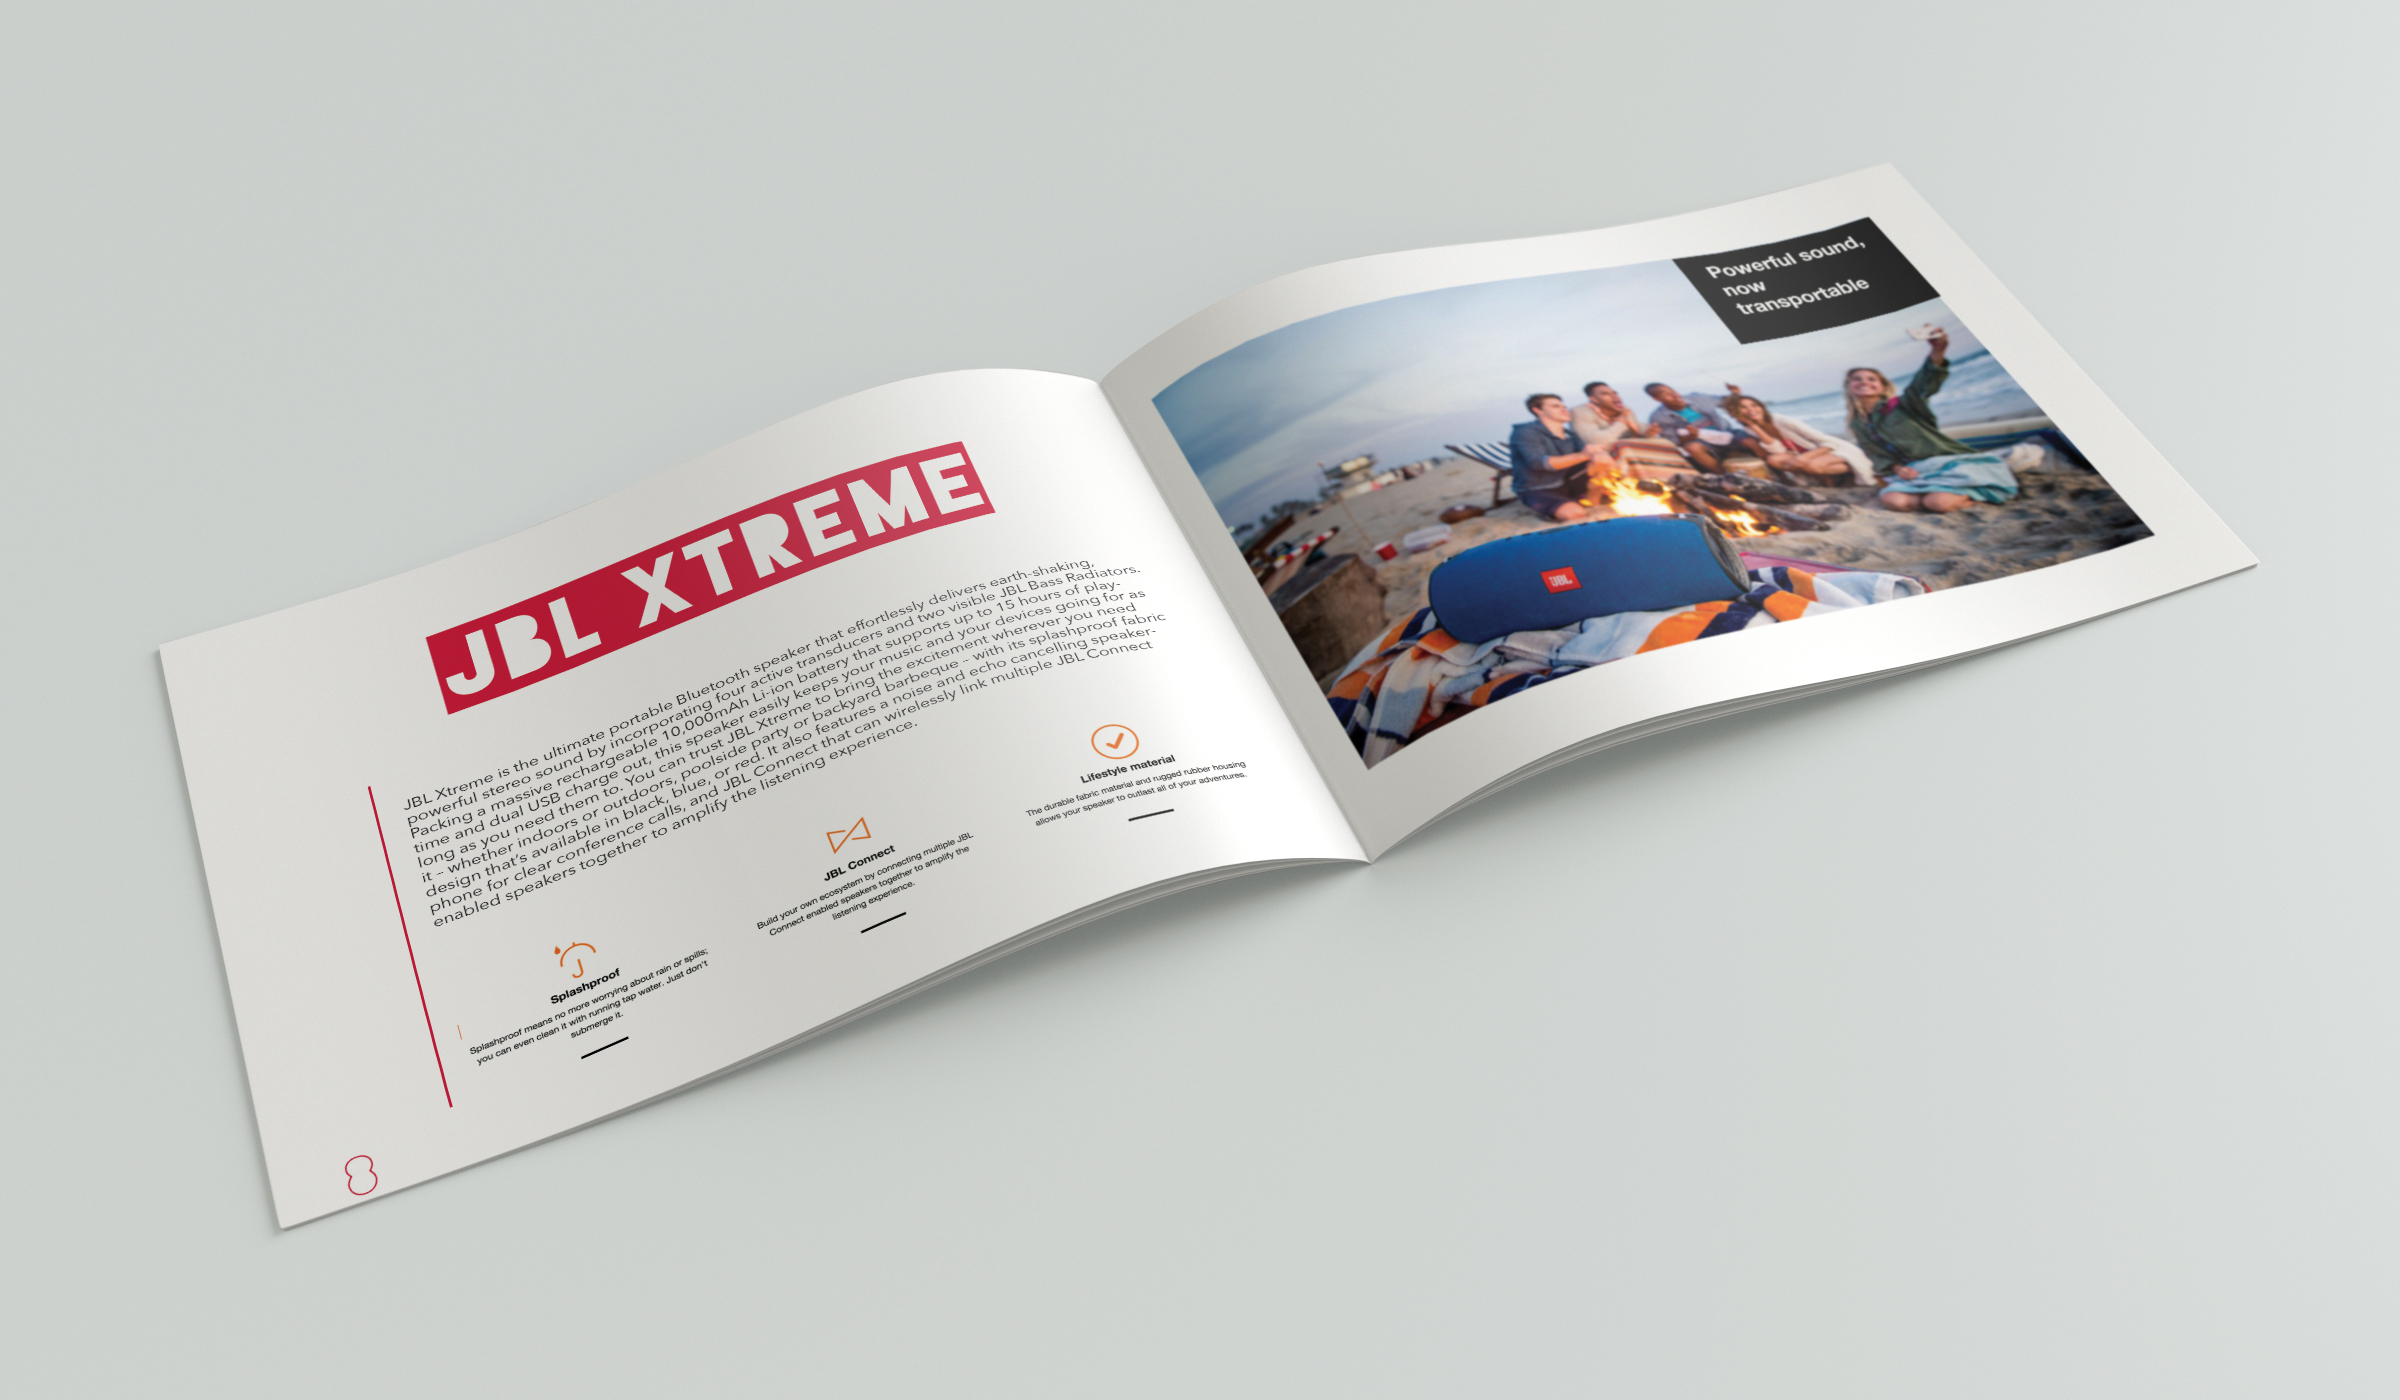 JBL XTREME
JBL Xtreme is the ultimate portable Bluetooth speaker that effortlessly delivers earth-shaking,
powerful stereo sound by incorporating four active transducers and two visible JBL Bass Radiators.
Packing a massive rechargeable 10,000mAh Li-ion battery that supports up to 15 hours of play-
time and dual USB charge out, this speaker easily keeps your music and your devices going for as
long as you need them to. You can trust JBL Xtreme to bring the excitement wherever you need
it – whether indoors or outdoors, poolside party or backyard barbeque – with its splashproof fabric
design that's available in black, blue, or red. It also features a noise and echo cancelling speaker-
phone for clear conference calls, and JBL Connect that can wirelessly link multiple JBL Connect
enabled speakers together to amplify the listening experience.
Splashproof
Splashproof means no more worrying about rain or spills;
you can even clean it with running tap water. Just don't
submerge it.
JBL Connect
Build your own ecosystem by connecting multiple JBL
Connect enabled speakers together to amplify the
listening experience.
Lifestyle material
The durable fabric material and rugged rubber housing
allows your speaker to outlast all of your adventures.
8
Powerful sound,
now
transportable
JBL